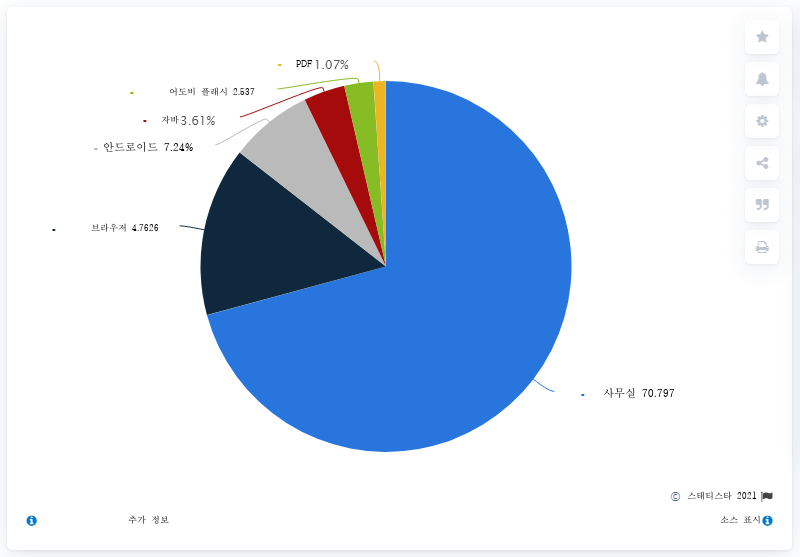 PDF 1.07%
어도비 플래시 2.537
자바 3.61%
안드로이드 7.24%
브라우저 4.7626
사무실 70.797
© 스태티스타 2021
추가 정보
소스 표시